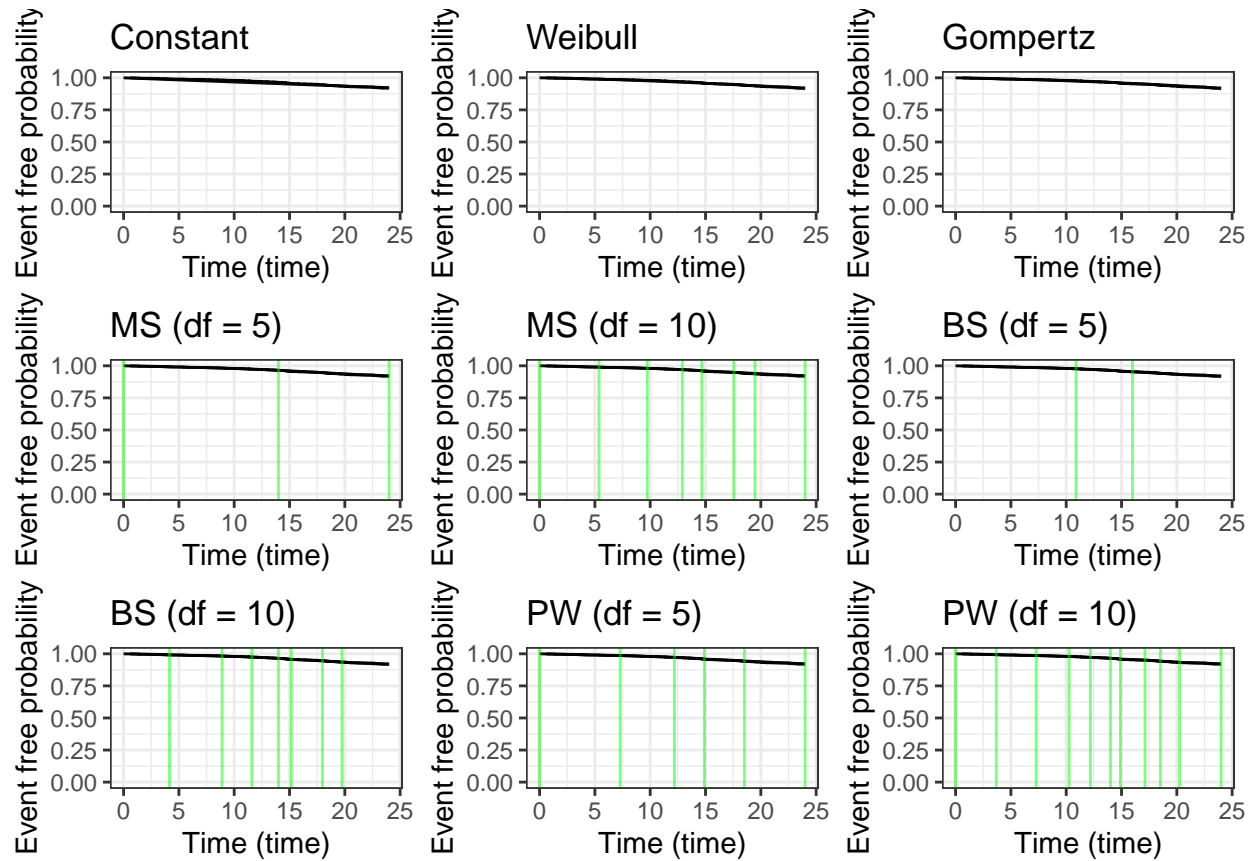 Constant
Event free probability
1.00
0.75
0.50
0.25
0.00
0 5 10 15 20 25
Time (time)
Weibull
Event free probability
1.00
0.75
0.50
0.25
0.00
0 5 10 15 20 25
Time (time)
Gompertz
Event free probability
1.00
0.75
0.50
0.25
0.00
0 5 10 15 20 25
Time (time)
MS (df = 5)
Event free probability
1.00
0.75
0.50
0.25
0.00
0 5 10 15 20 25
Time (time)
MS (df = 10)
Event free probability
1.00
0.75
0.50
0.25
0.00
0 5 10 15 20 25
Time (time)
BS (df = 5)
Event free probability
1.00
0.75
0.50
0.25
0.00
0 5 10 15 20 25
Time (time)
BS (df = 10)
Event free probability
1.00
0.75
0.50
0.25
0.00
0 5 10 15 20 25
Time (time)
PW (df = 5)
Event free probability
1.00
0.75
0.50
0.25
0.00
0 5 10 15 20 25
Time (time)
PW (df = 10)
Event free probability
1.00
0.75
0.50
0.25
0.00
0 5 10 15 20 25
Time (time)